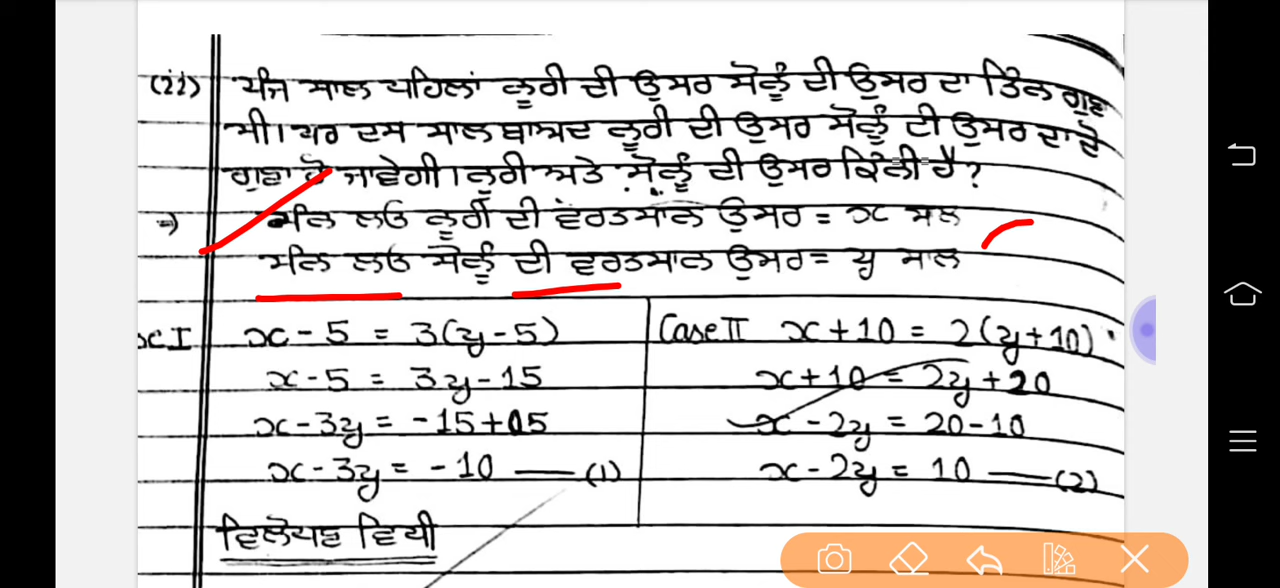 (ii) ਪੰਜ ਸਾਲ ਪਹਿਲਾਂ ਨੂਰੀ ਦੀ ਉਮਰ ਸੋਨੂੰ ਦੀ ਉਮਰ ਦਾ ਤਿੰਨ ਗੁਣਾ
ਸੀ। ਪਰ ਦਸ ਸਾਲ ਬਾਅਦ ਨੂਰੀ ਦੀ ਉਮਰ ਸੋਨੂੰ ਦੀ ਉਮਰ ਦਾ ਦੋ
ਗੁਣਾ ਹੋ ਜਾਵੇਗੀ। ਨੂਰੀ ਅਤੇ ਸੋਨੂੰ ਦੀ ਉਮਰ ਕਿੰਨੀ ਹੈ?
⇒ ਮੰਨ ਲਓ ਨੂਰੀ ਦੀ ਵਰਤਮਾਨ ਉਮਰ = x ਸਾਲ
ਮੰਨ ਲਓ ਸੋਨੂੰ ਦੀ ਵਰਤਮਾਨ ਉਮਰ = y ਸਾਲ
se I x - 5 = 3(y - 5)
x - 5 = 3y - 15
x - 3y = -15 + 05
x - 3y = -10 —— (1)
Case II x + 10 = 2(y + 10)
x + 10 = 2y + 20
x - 2y = 20 - 10
x - 2y = 10 —— (2)
ਵਿਲੋਪਣ ਵਿਧੀ